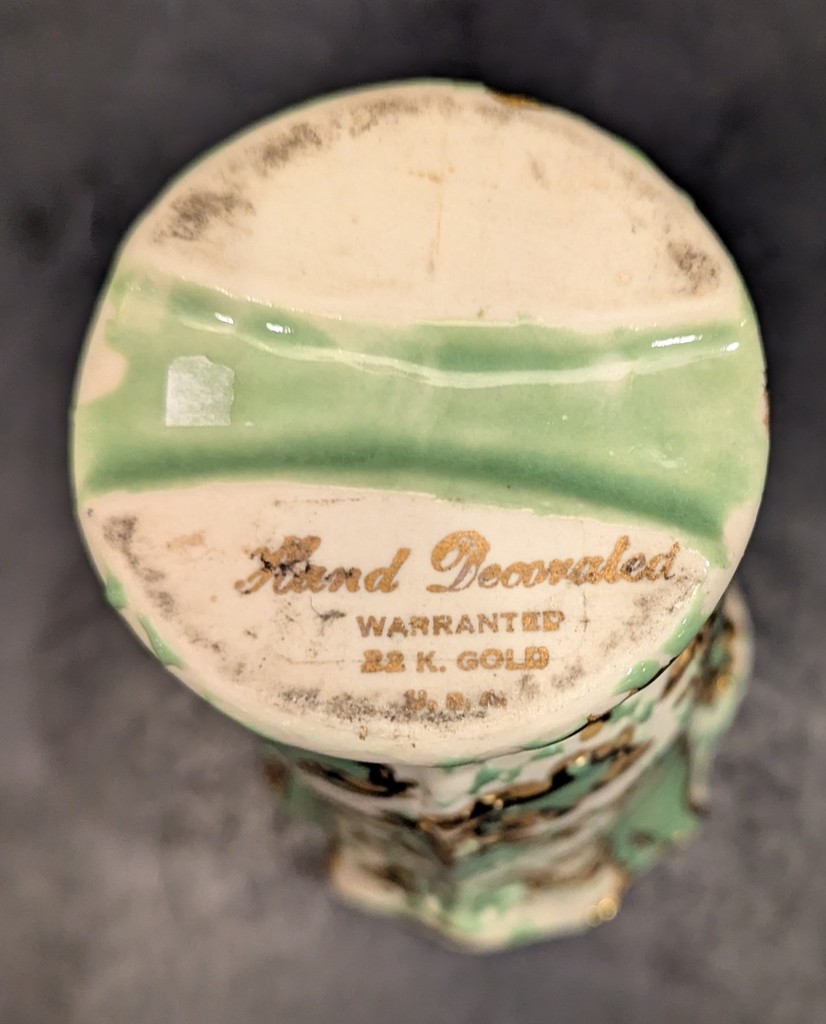 Hand Decorated
WARRANTED
22 K. GOLD
U. S. A.